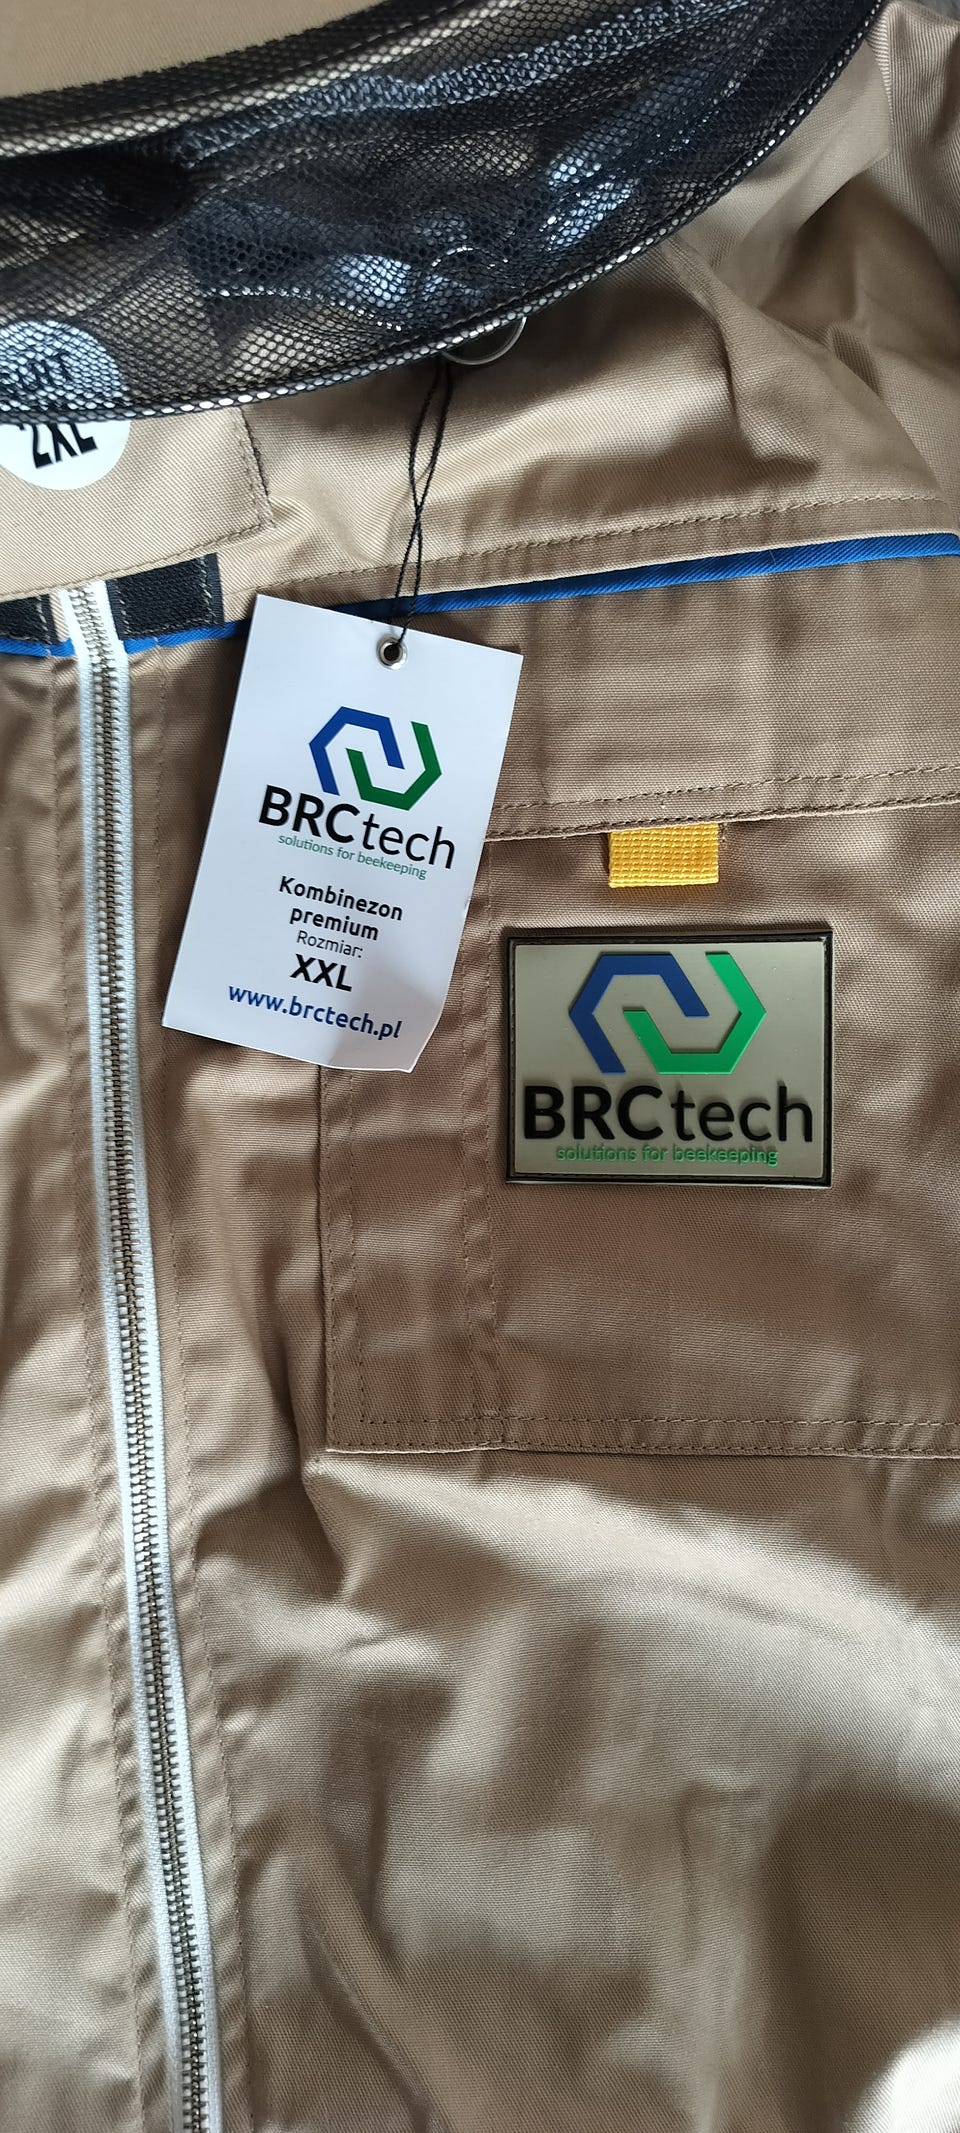 2XL
BRCtech
solutions for beekeeping
Kombinezon
premium
Rozmiar:
XXL
www.brctech.pl
BRCtech
solutions for beekeeping